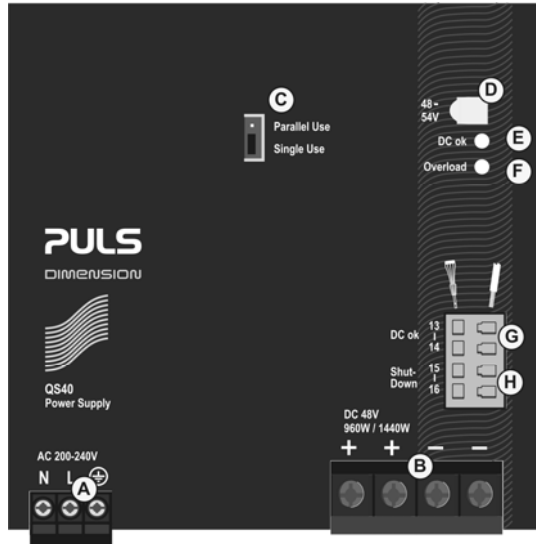 C
Parallel Use
Single Use
D
48-
54V
DC ok
E
Overload
F
PULS
DIMENSION
QS40
Power Supply
DC ok
13
14
G
Shut-
Down
15
16
H
DC 48V
960W / 1440W
+ + – –
B
AC 200-240V
N L
A